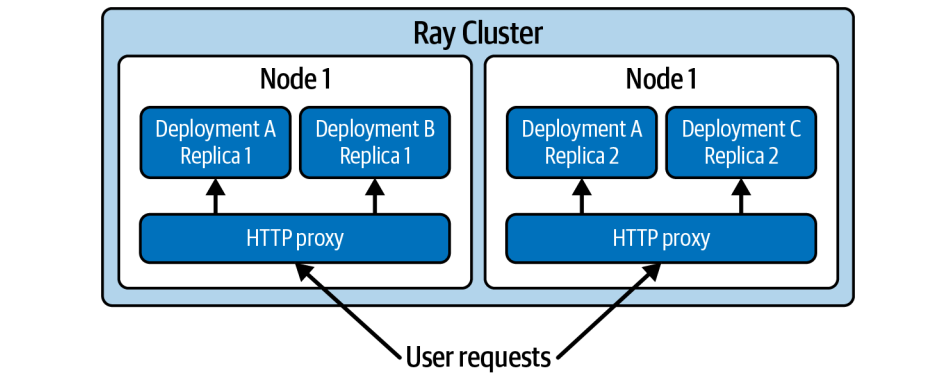 Ray Cluster
Node 1
Deployment A
Replica 1
Deployment B
Replica 1
HTTP proxy
Node 1
Deployment A
Replica 2
Deployment C
Replica 2
HTTP proxy
User requests